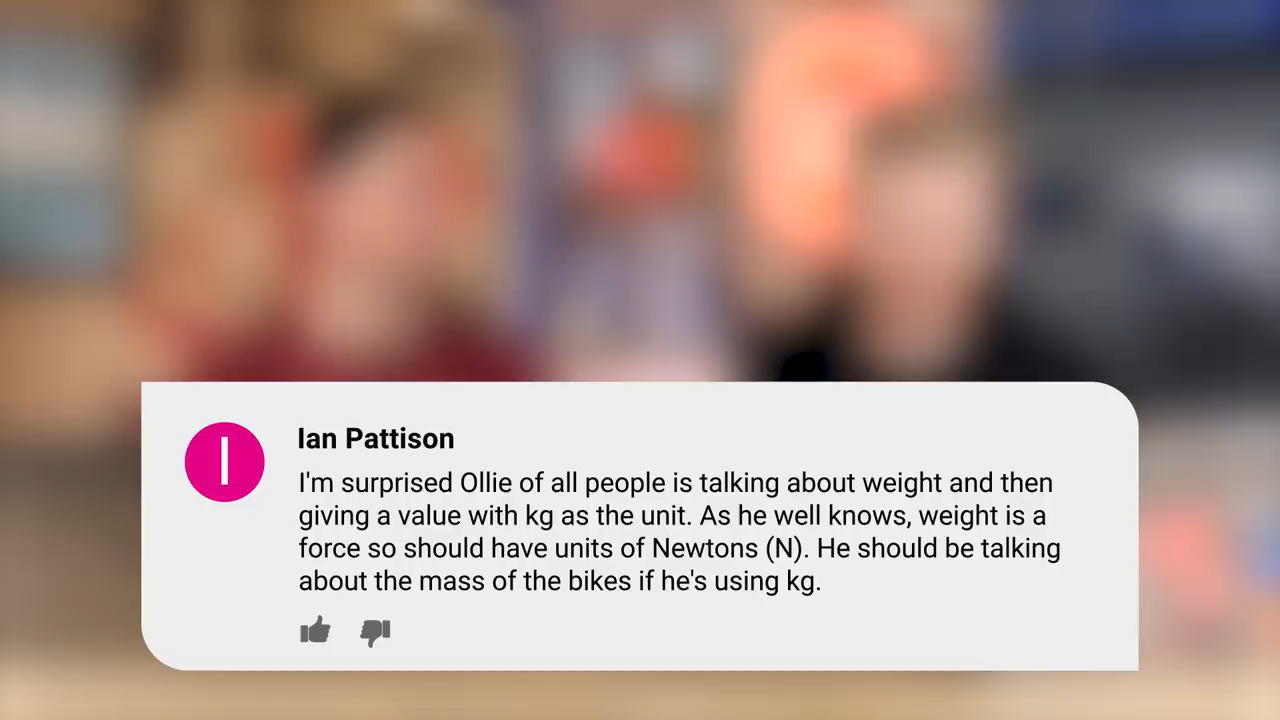 I
Ian Pattison
I'm surprised Ollie of all people is talking about weight and then
giving a value with kg as the unit. As he well knows, weight is a
force so should have units of Newtons (N). He should be talking
about the mass of the bikes if he's using kg.